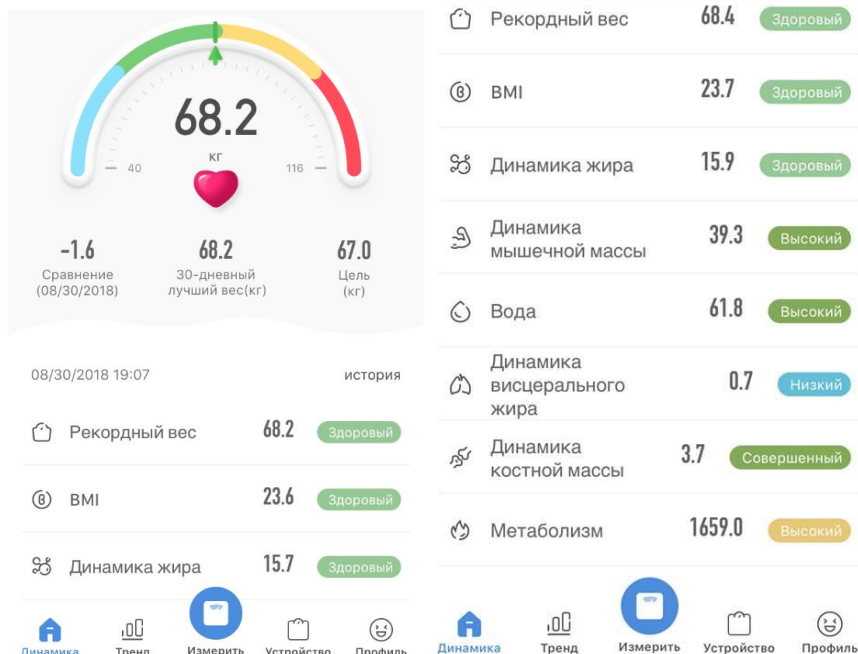 68.2
кг
40
116
-1.6
68.2
67.0
Сравнение
(08/30/2018)
30-дневный
лучший вес(кг)
Цель
(кг)
08/30/2018 19:07
история
Рекордный вес 68.2 Здоровый
BMI 23.6 Здоровый
Динамика жира 15.7 Здоровый
Динамика Тренд Измерить Устройство Профиль
Рекордный вес 68.4 Здоровый
BMI 23.7 Здоровый
Динамика жира 15.9 Здоровый
Динамика
мышечной массы 39.3 Высокий
Вода 61.8 Высокий
Динамика
висцерального 0.7 Низкий
жира
Динамика
костной массы 3.7 Совершенный
Метаболизм 1659.0 Высокий
Динамика Тренд Измерить Устройство Профиль